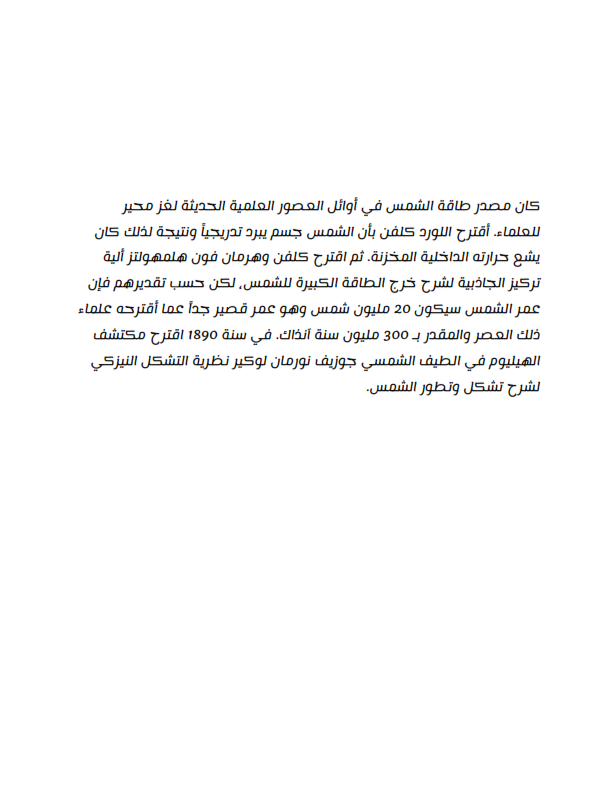 كان مصدر طاقة الشمس في أوائل العصور العلمية الحديثة لغز محير
للعلماء. أقترح اللورد كلفن بأن الشمس جسم يبرد تدريجياً ونتيجة لذلك كان
يشع حرارته الداخلية المخزنة. ثم اقترح كلفن وهرمان فون هلمهولتز ألية
تركيز الجاذبية لشرح خرج الطاقة الكبيرة للشمس، لكن حسب تقديرهم فإن
عمر الشمس سيكون 20 مليون شمس وهو عمر قصير جداً عما أقترحه علماء
ذلك العصر والمقدر بـ 300 مليون سنة آنذاك. في سنة 1890 اقترح مكتشف
الهيليوم في الطيف الشمسي جوزيف نورمان لوكير نظرية التشكل النيزكي
لشرح تشكل وتطور الشمس.